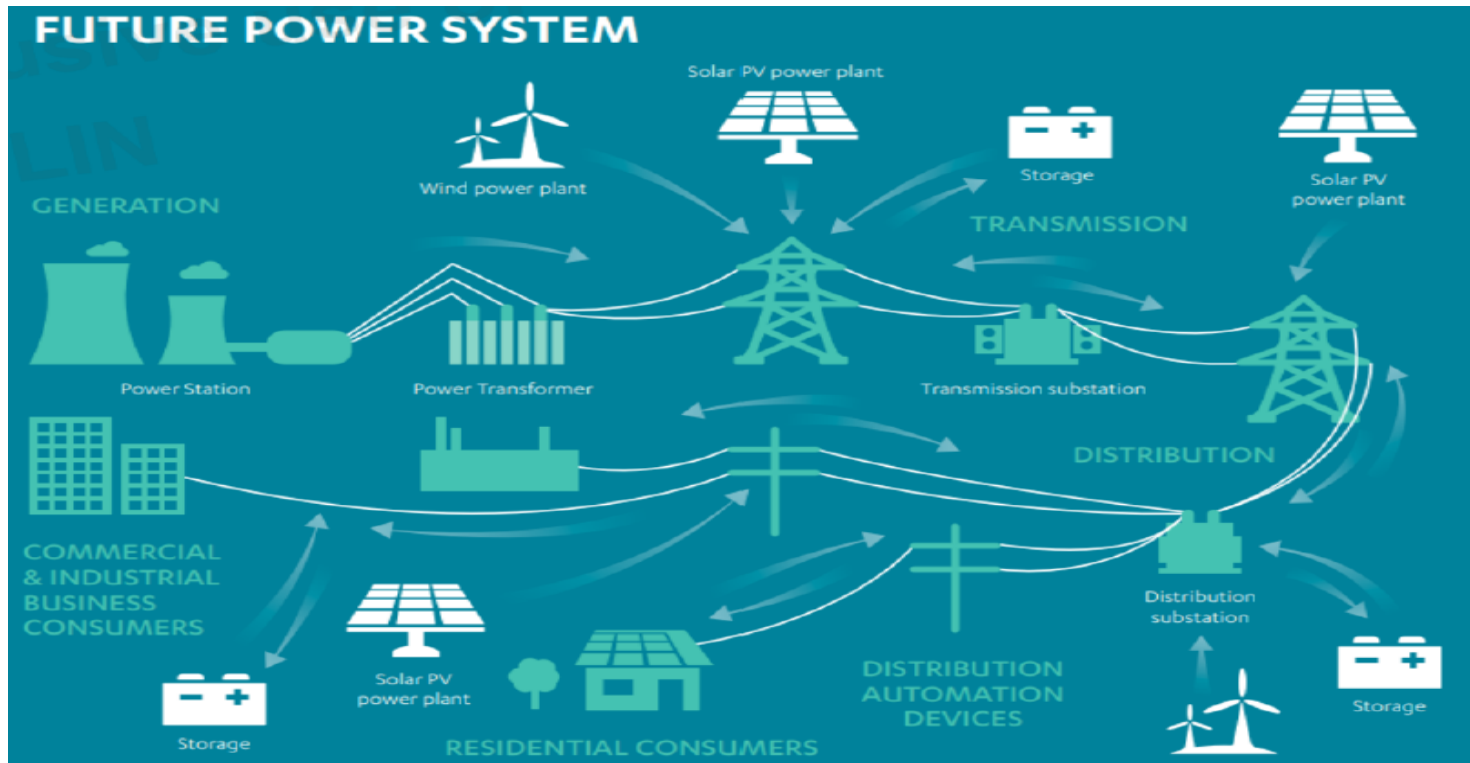 FUTURE POWER SYSTEM
LIN
Solar PV power plant
Wind power plant
Storage
Solar PV
power plant
GENERATION
TRANSMISSION
Power Station
Power Transformer
Transmission substation
DISTRIBUTION
COMMERCIAL
& INDUSTRIAL
BUSINESS
CONSUMERS
Distribution
substation
Solar PV
power plant
DISTRIBUTION
AUTOMATION
DEVICES
Storage
Storage
RESIDENTIAL CONSUMERS